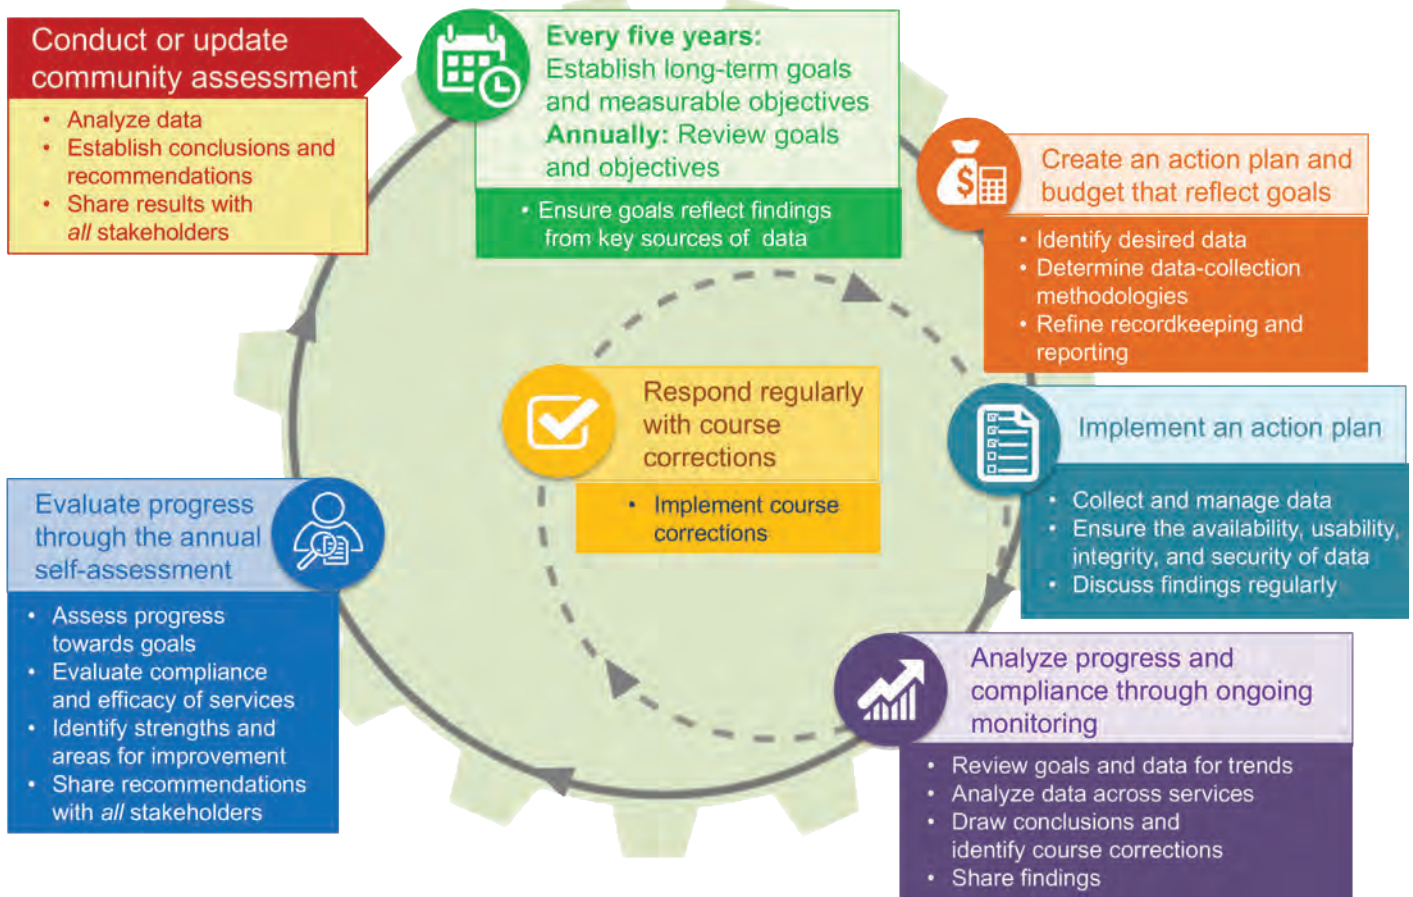 Conduct or update
community assessment
• Analyze data
• Establish conclusions and
recommendations
• Share results with
all stakeholders
Every five years:
Establish long-term goals
and measurable objectives
Annually: Review goals
and objectives
• Ensure goals reflect findings
from key sources of data
$
Create an action plan and
budget that reflect goals
• Identify desired data
• Determine data-collection
methodologies
• Refine recordkeeping and
reporting
Implement an action plan
• Collect and manage data
• Ensure the availability, usability,
integrity, and security of data
• Discuss findings regularly
Analyze progress and
compliance through ongoing
monitoring
• Review goals and data for trends
• Analyze data across services
• Draw conclusions and
identify course corrections
• Share findings
Respond regularly
with course
corrections
• Implement course
corrections
Evaluate progress
through the annual
self-assessment
• Assess progress
towards goals
• Evaluate compliance
and efficacy of services
• Identify strengths and
areas for improvement
• Share recommendations
with all stakeholders